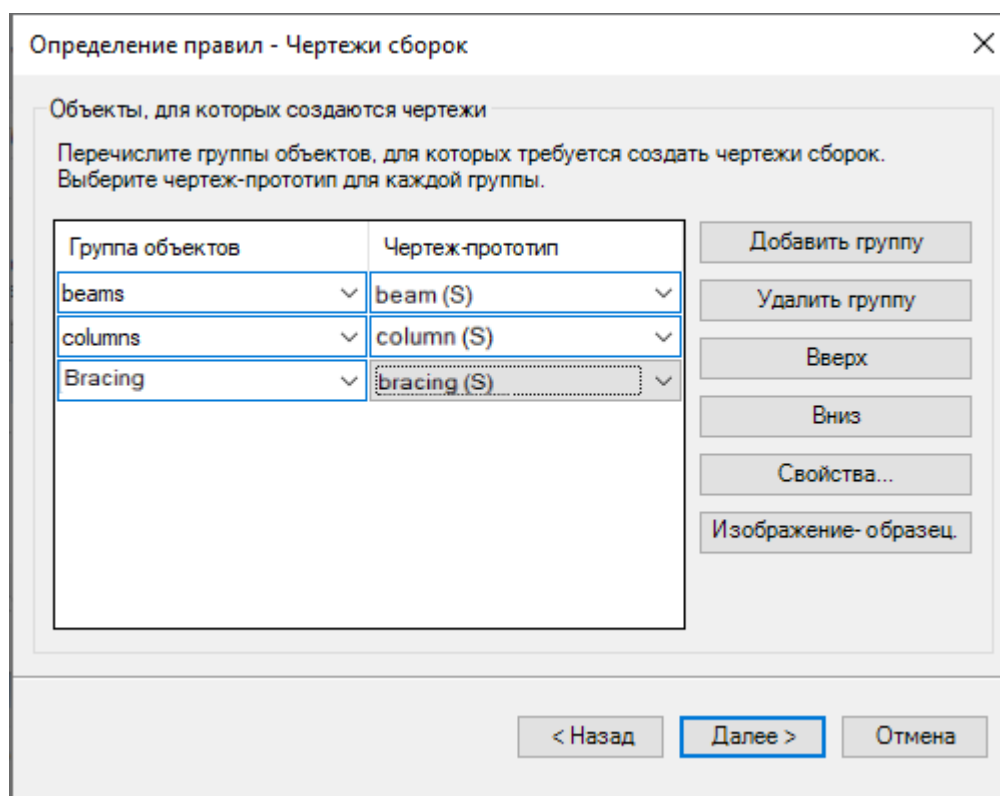 Определение правил - Чертежи сборок
Объекты, для которых создаются чертежи
Перечислите группы объектов, для которых требуется создать чертежи сборок.
Выберите чертеж-прототип для каждой группы.
Группа объектов Чертеж-прототип
beams beam (S)
columns column (S)
Bracing bracing (S)
Добавить группу
Удалить группу
Вверх
Вниз
Свойства...
Изображение- образец.
< Назад Далее > Отмена